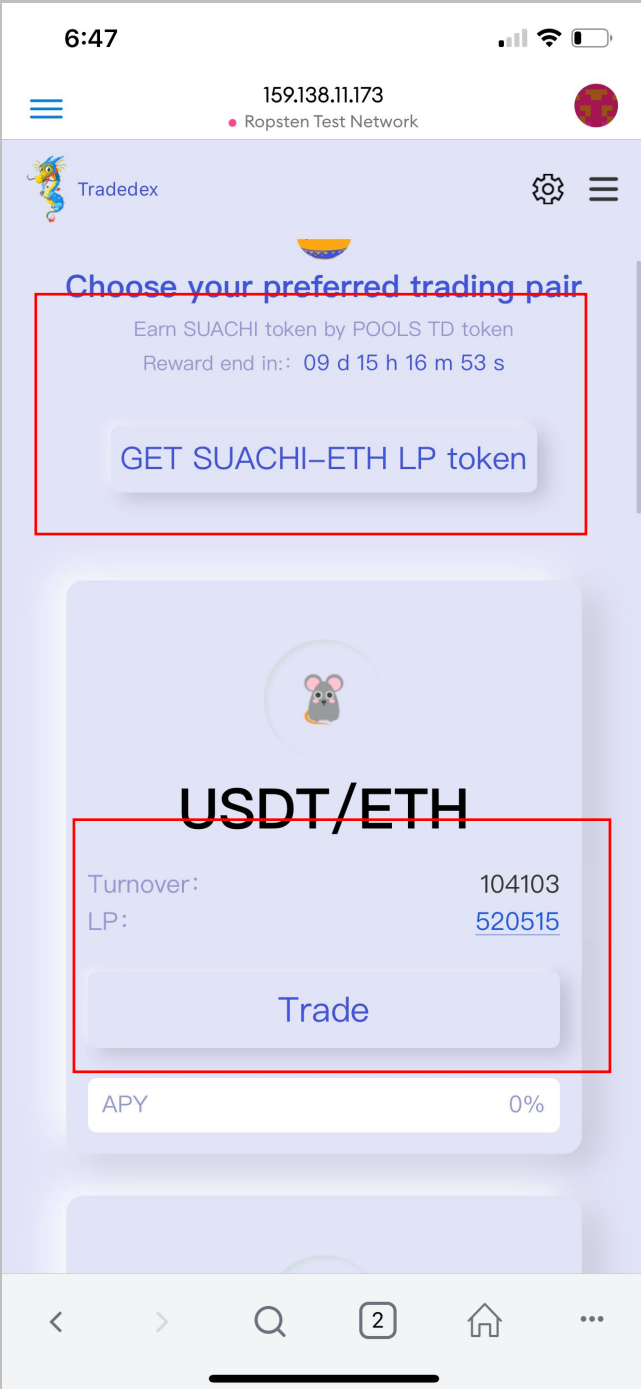 6:47
159.138.11.173
Ropsten Test Network
Tradedex
Choose your preferred trading pair
Earn SUACHI token by POOLS TD token
Reward end in:: 09 d 15 h 16 m 53 s
GET SUACHI–ETH LP token
USDT/ETH
Turnover: 104103
LP: 520515
Trade
APY 0%
2